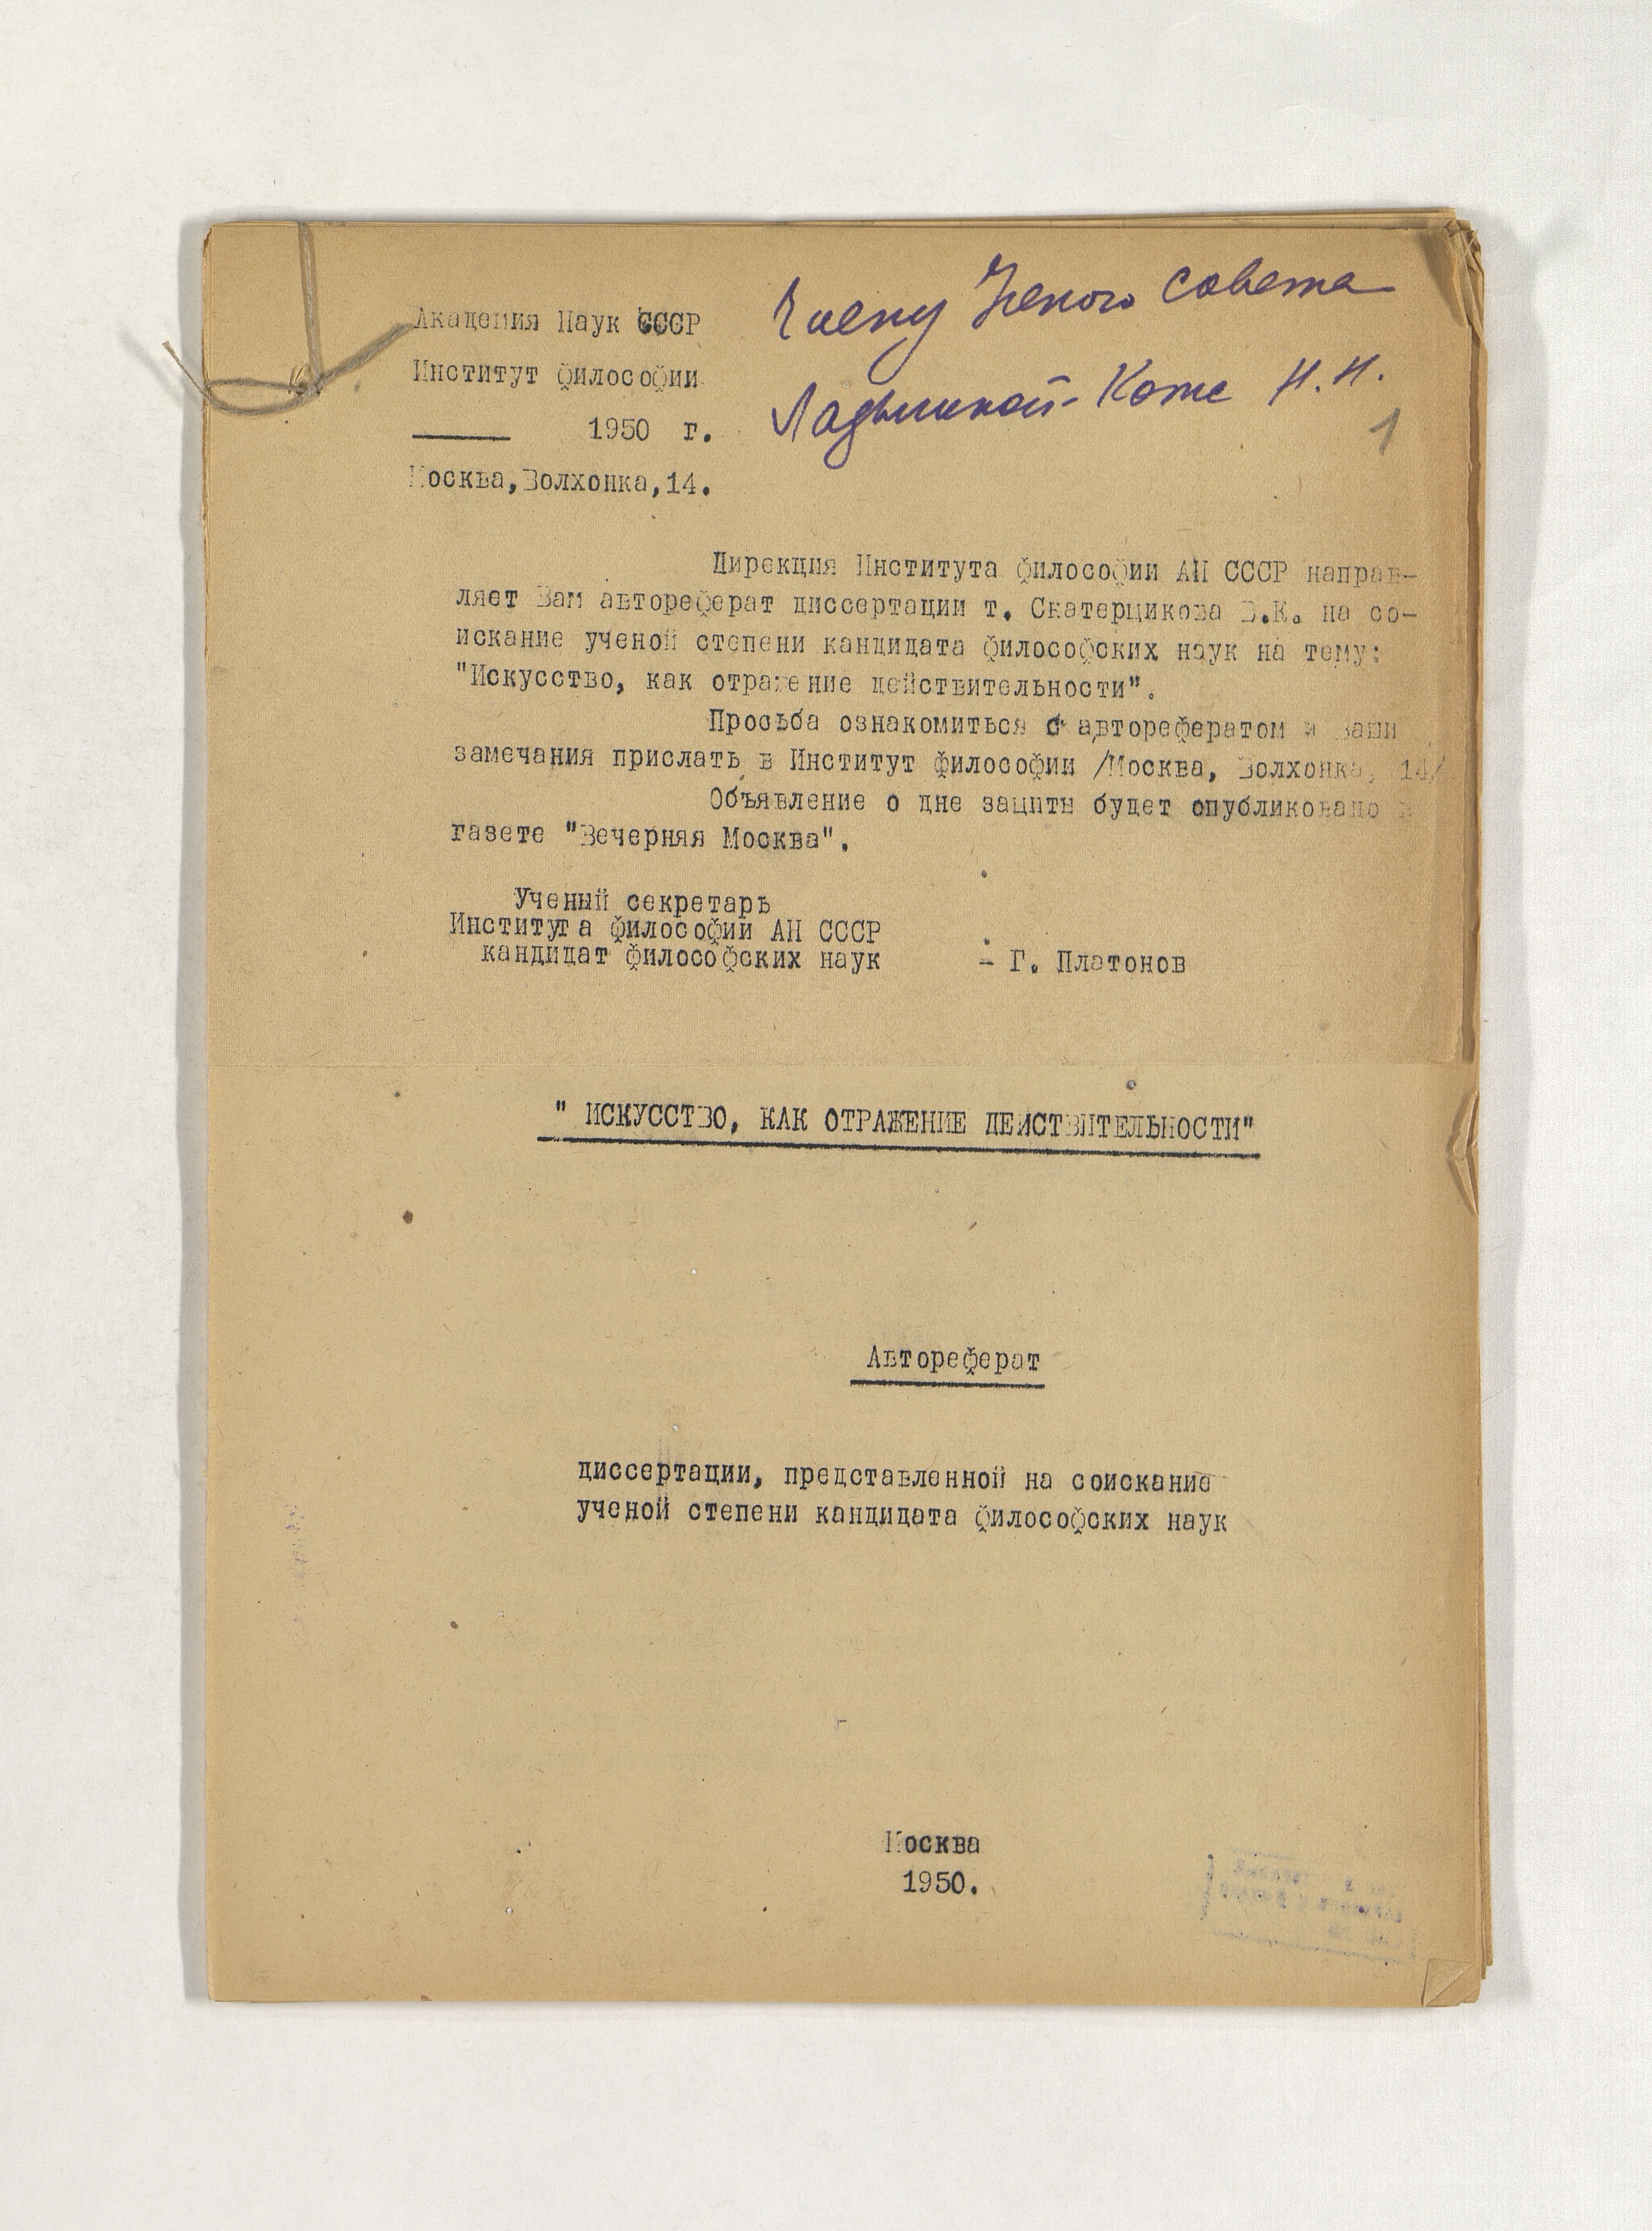 Академия Наук СССР
Институт философии
1950 г.
Москва, Волхонка, 14.
Члену Ученого Совета
Котс Н.Н.
1
Дирекция Института философии АН СССР направ-
ляет Вам автореферат диссертации т. Скатерщикова В.К. на со-
искание ученой степени кандидата философских наук на тему:
"Искусство, как отражение действительности".
Просьба ознакомиться с авторефератом и Ваши
замечания прислать в Институт философии /Москва, Волхонка, 14/
Объявление о дне защиты будет опубликовано в
газете "Вечерняя Москва".
Ученый секретарь
Института философии АН СССР
кандидат философских наук - Г. Платонов
" ИСКУССТВО, КАК ОТРАЖЕНИЕ ДЕЙСТВИТЕЛЬНОСТИ"
Автореферат
диссертации, представленной на соискание
ученой степени кандидата философских наук
Москва
1950.